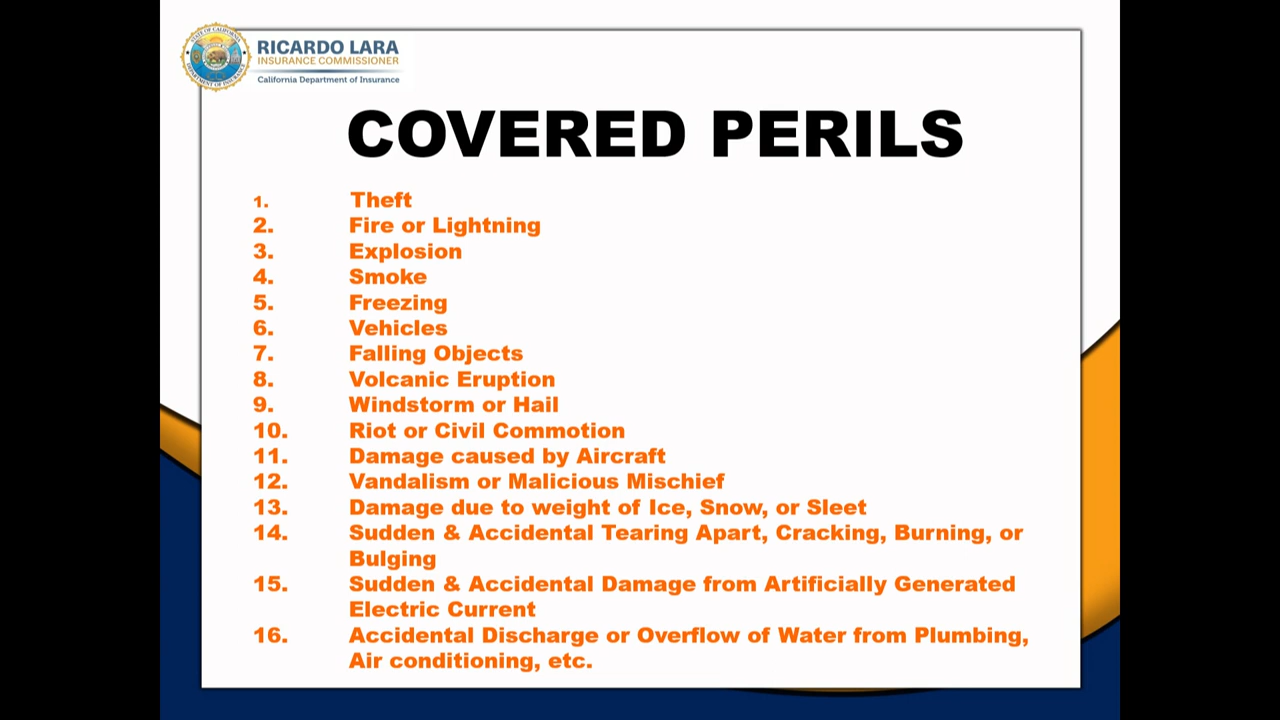 RICARDO LARA
INSURANCE COMMISSIONER
California Department of Insurance
COVERED PERILS
1. Theft
2. Fire or Lightning
3. Explosion
4. Smoke
5. Freezing
6. Vehicles
7. Falling Objects
8. Volcanic Eruption
9. Windstorm or Hail
10. Riot or Civil Commotion
11. Damage caused by Aircraft
12. Vandalism or Malicious Mischief
13. Damage due to weight of Ice, Snow, or Sleet
14. Sudden & Accidental Tearing Apart, Cracking, Burning, or
Bulging
15. Sudden & Accidental Damage from Artificially Generated
Electric Current
16. Accidental Discharge or Overflow of Water from Plumbing,
Air conditioning, etc.